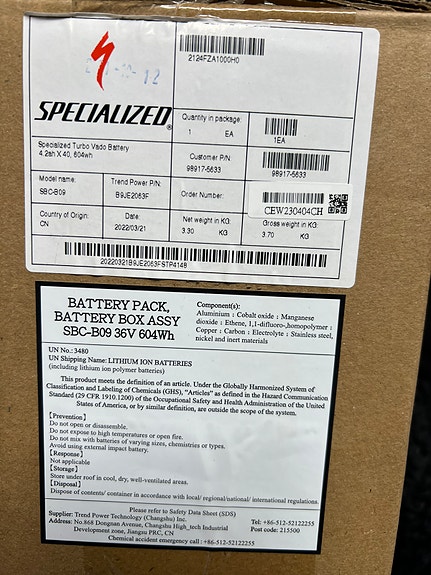 2124FZA1000H0
SPECIALIZED®
Specialized Turbo Vado Battery
4.2ah X 40, 604wh
Quantity in package:
1 EA
1EA
Customer P/N:
98917-5633
98917-5633
Model name:
SBC-B09
Trend Power P/N:
B9JE2063F
Order Number:
CEW230404CH
Country of Origin:
CN
Date:
2022/03/21
Net weight in KG
3.30 KG
Gross weight in KG
3.70 KG
20220321B9JE2063FSTP4148
BATTERY PACK,
BATTERY BOX ASSY
SBC-B09 36V 604Wh
Component(s):
Aluminium : Cobalt oxide : Manganese
dioxide : Ethene, 1,1-difluoro-,homopolymer :
Copper : Carbon : Electrolyte : Stainless steel,
nickel and inert materials
UN No.: 3480
UN Shipping Name: LITHIUM ION BATTERIES
(including lithium ion polymer batteries)
This product meets the definition of an article. Under the Globally Harmonized System of
Classification and Labeling of Chemicals (GHS), "Articles" as defined in the Hazard Communication
Standard (29 CFR 1910.1200) of the Occupational Safety and Health Administration of the United
States of America, or by similar definition, are outside the scope of the system.
[Prevention]
Do not open or disassemble.
Do not expose to high temperatures or open fire.
Do not mix with batteries of varying sizes, chemistries or types.
Avoid using external impact battery.
[Response]
Not applicable
[Storage]
Store under roof in cool, dry, well-ventilated areas.
[Disposal]
Dispose of contents/ container in accordance with local/ regional/national/ international regulations.
Please refer to Safety Data Sheet (SDS)
Supplier: Trend Power Technology (Changshu) Inc.
Address: No.868 Dongnan Avenue, Changshu High_tech Industrial
Development zone, Jiangsu PRC, CN
Tel: +86-512-52122255
Post code: 215500
Chemical accident emergency call : +86-512-52122255